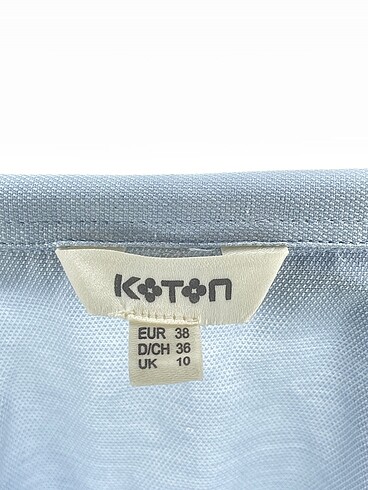 KOTON
EUR 38
D/CH 36
UK 10